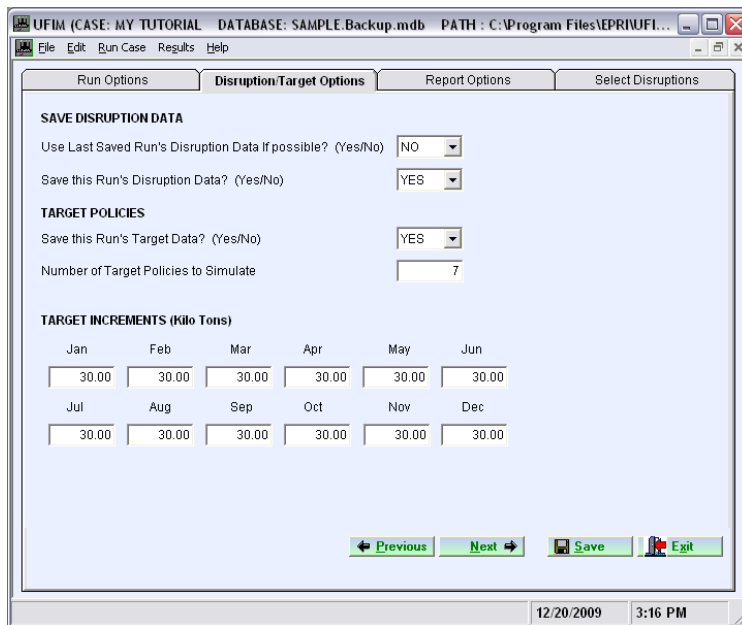 UFIM (CASE: MY TUTORIAL DATABASE: SAMPLE.Backup.mdb PATH : C:\Program Files\EPRI\UFI...
File Edit Run Case Results Help
Run Options Disruption/Target Options Report Options Select Disruptions
SAVE DISRUPTION DATA
Use Last Saved Run's Disruption Data If possible? (Yes/No) NO
Save this Run's Disruption Data? (Yes/No) YES
TARGET POLICIES
Save this Run's Target Data? (Yes/No) YES
Number of Target Policies to Simulate 7
TARGET INCREMENTS (Kilo Tons)
Jan Feb Mar Apr May Jun
30.00 30.00 30.00 30.00 30.00 30.00
Jul Aug Sep Oct Nov Dec
30.00 30.00 30.00 30.00 30.00 30.00
Previous Next Save Exit
12/20/2009 3:16 PM